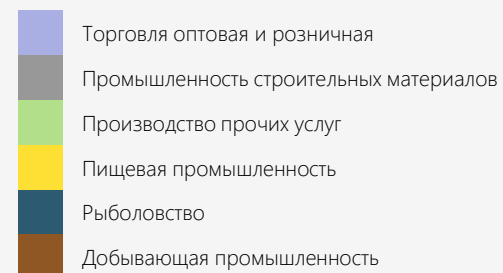 Торговля оптовая и розничная
Промышленность строительных материалов
Производство прочих услуг
Пищевая промышленность
Рыболовство
Добывающая промышленность